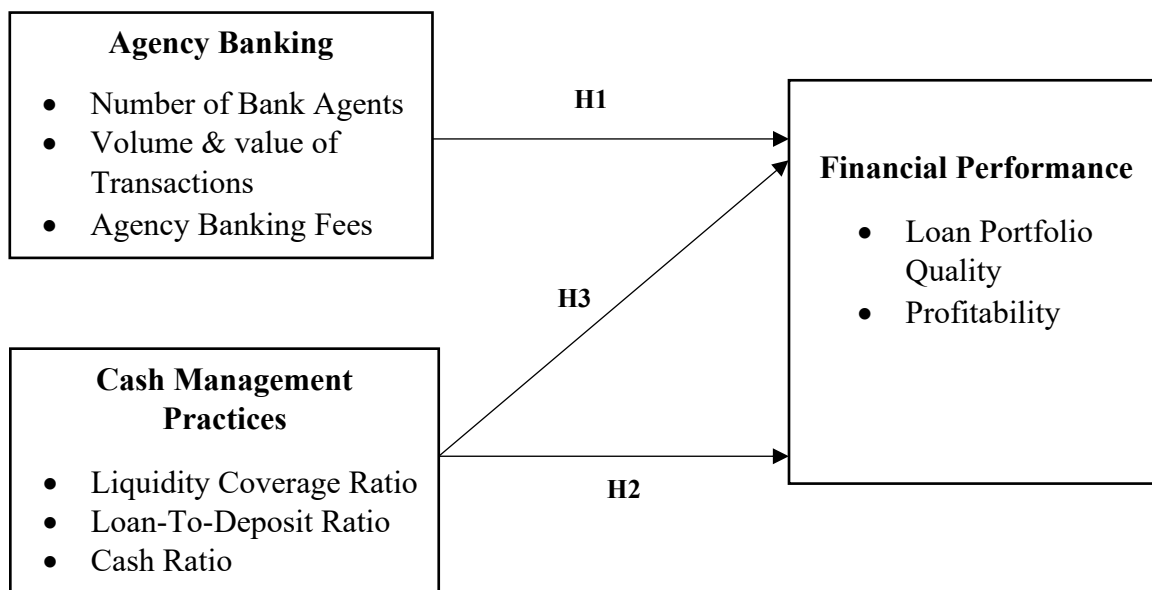 Agency Banking
• Number of Bank Agents
• Volume & value of
Transactions
• Agency Banking Fees
H1
Financial Performance
• Loan Portfolio
Quality
• Profitability
H3
Cash Management
Practices
• Liquidity Coverage Ratio
• Loan-To-Deposit Ratio
• Cash Ratio
H2